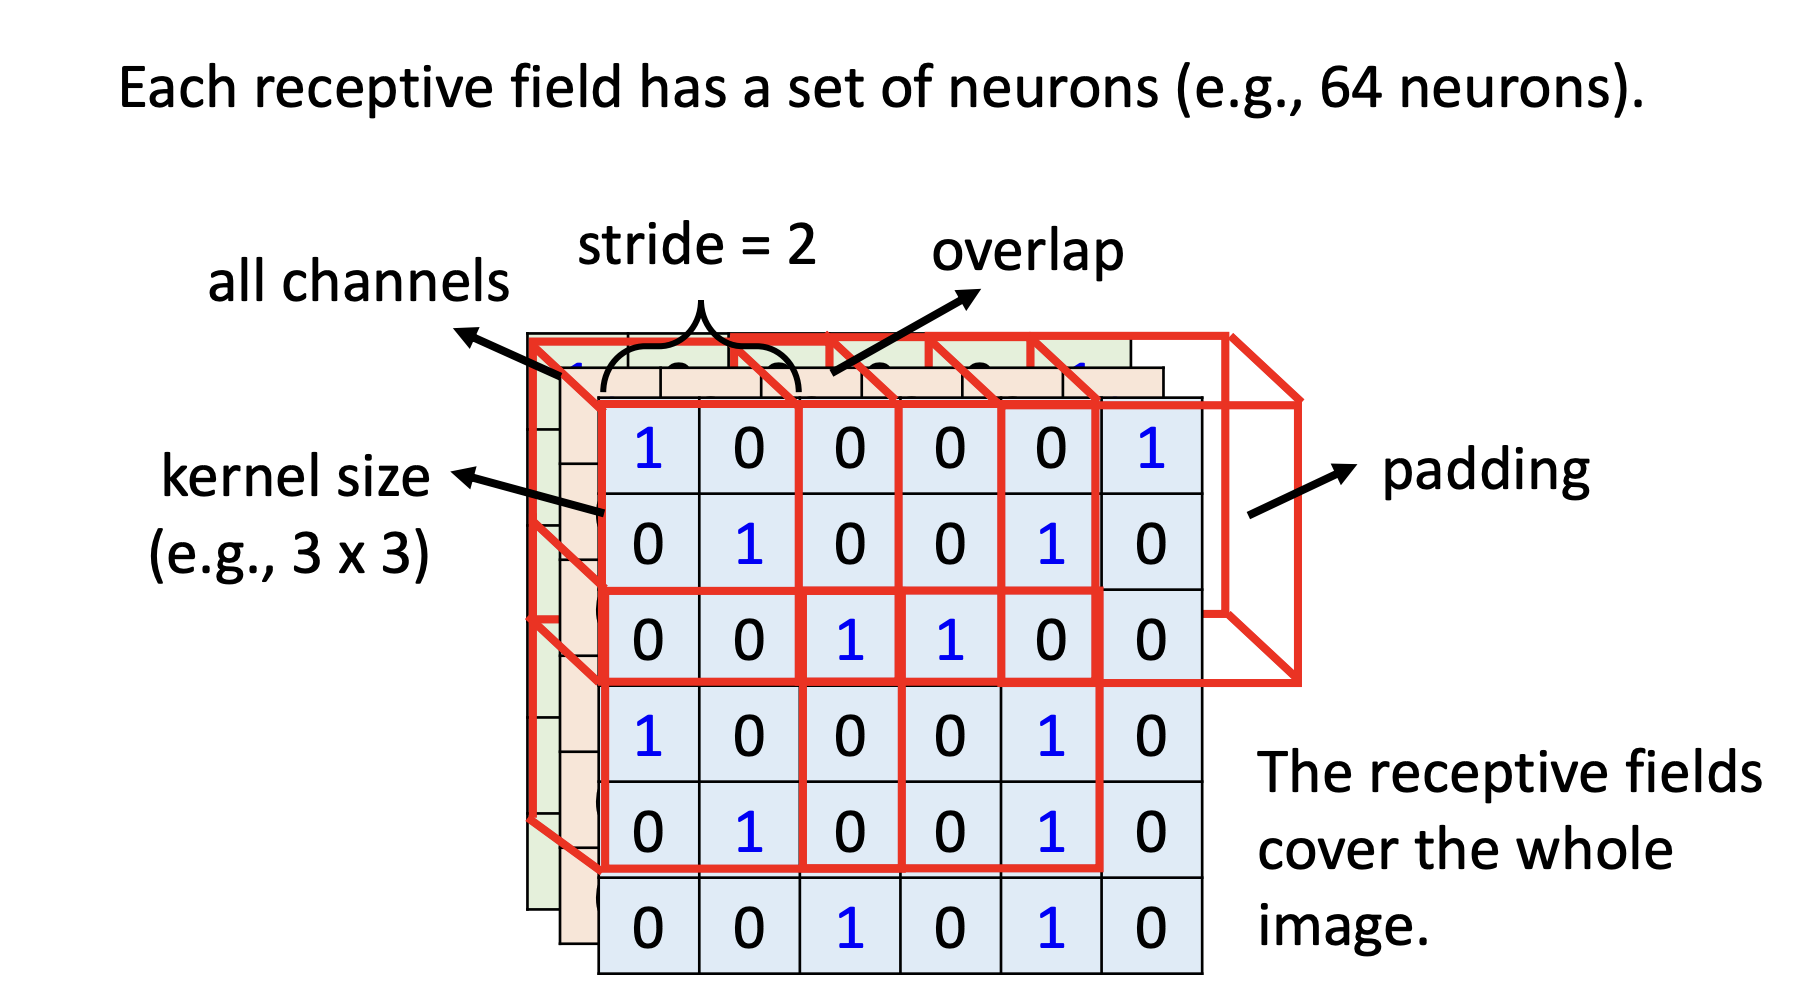 Each receptive field has a set of neurons (e.g., 64 neurons).
stride = 2
overlap
all channels
kernel size
(e.g., 3 x 3)
padding
1 0 0 0 0 1
0 1 0 0 1 0
0 0 1 1 0 0
1 0 0 0 1 0
0 1 0 0 1 0
0 0 1 0 1 0
The receptive fields
cover the whole
image.